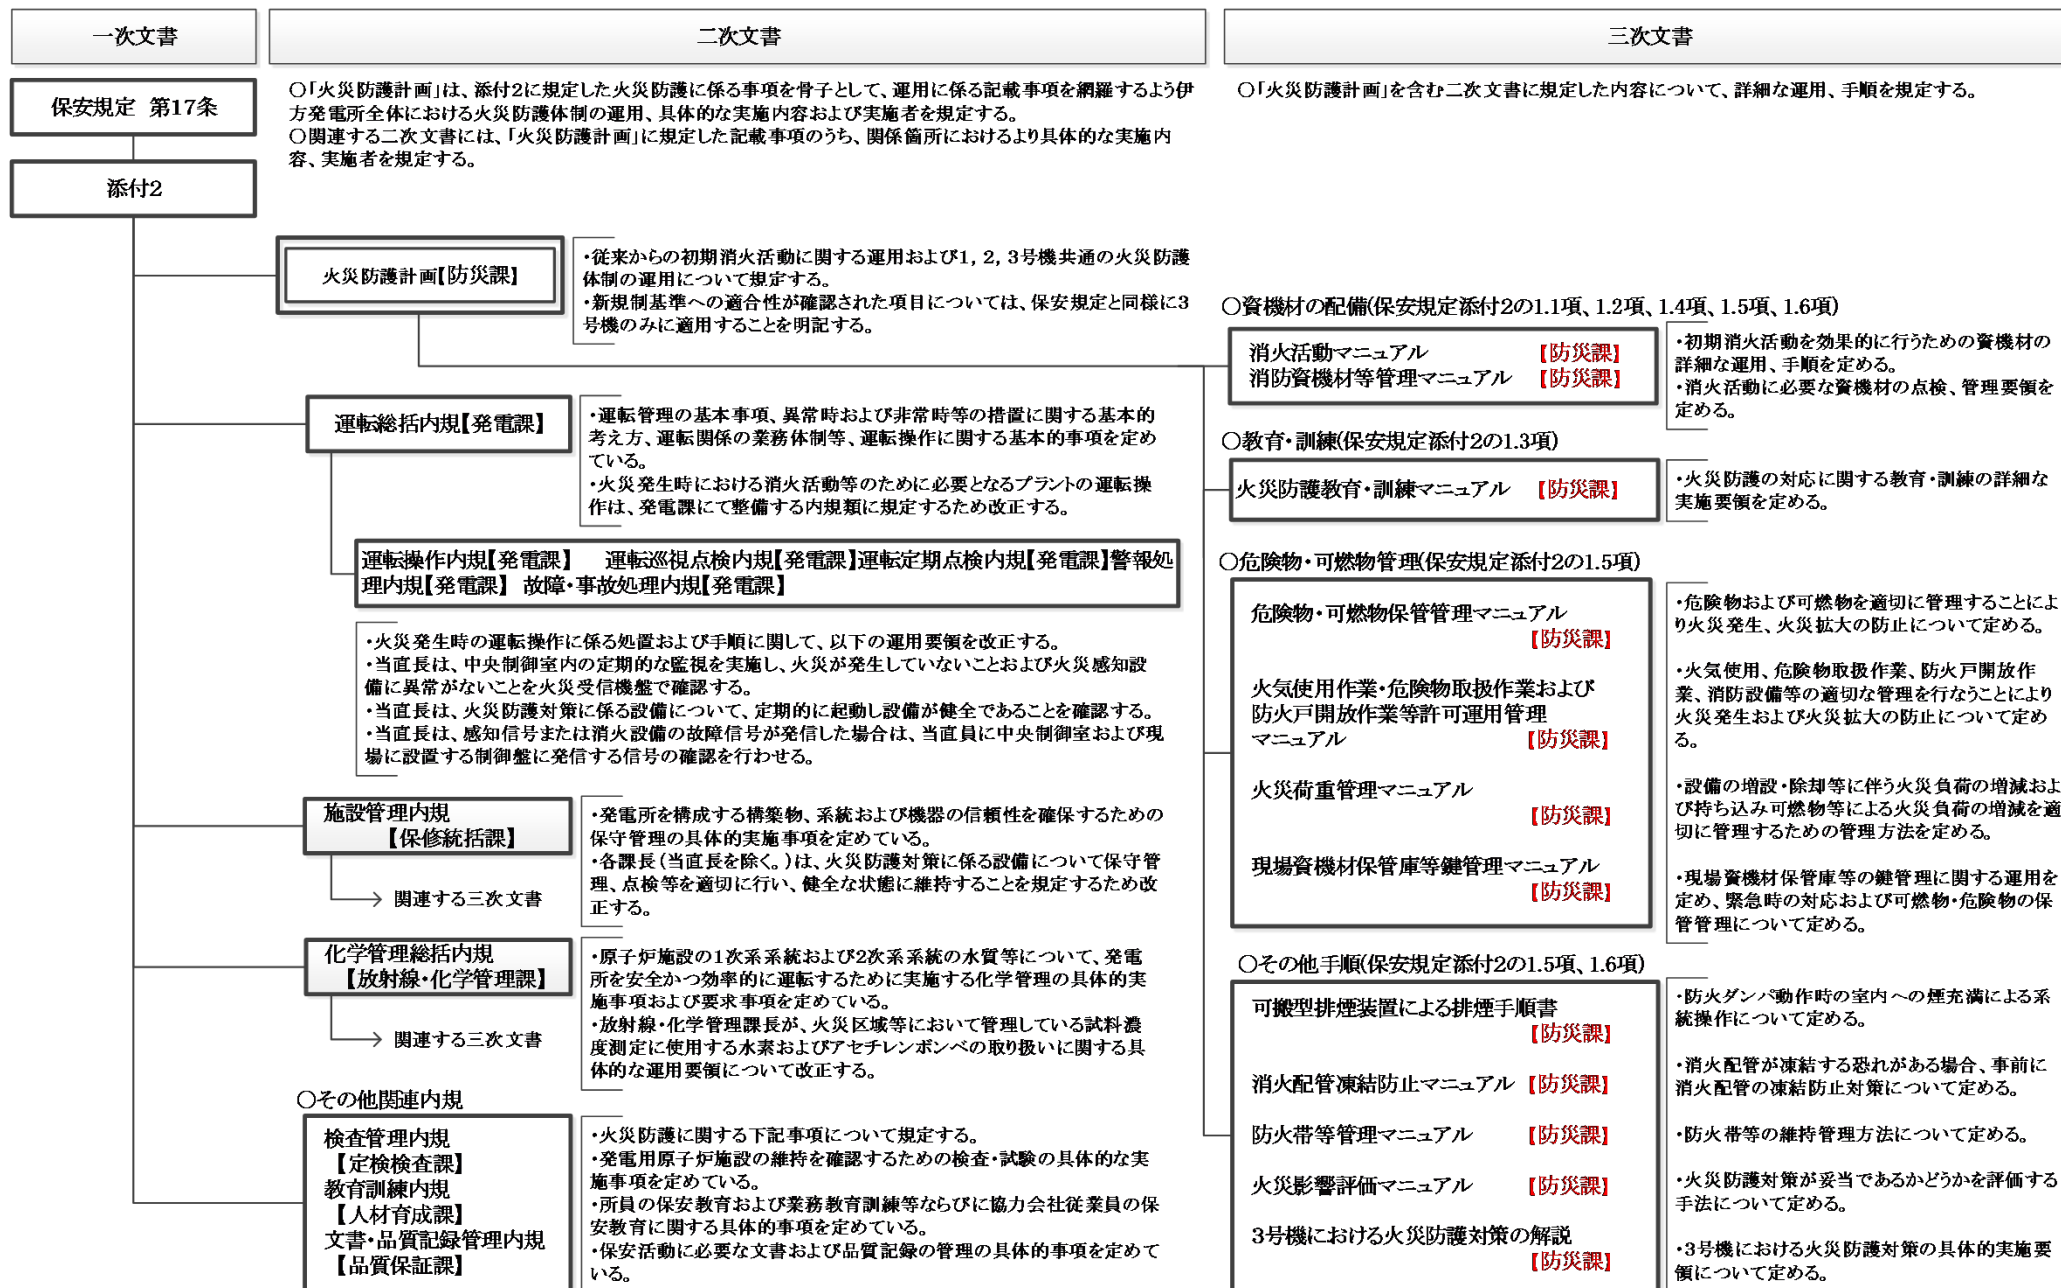 一次文書
二次文書
三次文書
保安規定 第17条
添付2
○「火災防護計画」は、添付2に規定した火災防護に係る事項を骨子として、運用に係る記載事項を網羅するよう伊
方発電所全体における火災防護体制の運用、具体的な実施内容および実施者を規定する。
○関連する二次文書には、「火災防護計画」に規定した記載事項のうち、関係箇所におけるより具体的な実施内
容、実施者を規定する。
○「火災防護計画」を含む二次文書に規定した内容について、詳細な運用、手順を規定する。
火災防護計画【防災課】
・従来からの初期消火活動に関する運用および1，2，3号機共通の火災防護
体制の運用について規定する。
・新規制基準への適合性が確認された項目については、保安規定と同様に3
号機のみに適用することを明記する。
運転総括内規【発電課】
・運転管理の基本事項、異常時および非常時等の措置に関する基本的
考え方、運転関係の業務体制等、運転操作に関する基本的事項を定め
ている。
・火災発生時における消火活動等のために必要となるプラントの運転操
作は、発電課にて整備する内規類に規定するため改正する。
運転操作内規【発電課】　運転巡視点検内規【発電課】運転定期点検内規【発電課】警報処
理内規【発電課】 故障・事故処理内規【発電課】
・火災発生時の運転操作に係る処置および手順に関して、以下の運用要領を改正する。
・当直長は、中央制御室内の定期的な監視を実施し、火災が発生していないことおよび火災感知設
備に異常がないことを火災受信機盤で確認する。
・当直長は、火災防護対策に係る設備について、定期的に起動し設備が健全であることを確認する。
・当直長は、感知信号または消火設備の故障信号が発信した場合は、当直員に中央制御室および現
場に設置する制御盤に発信する信号の確認を行わせる。
施設管理内規
【保修統括課】
関連する三次文書
・発電所を構成する構築物、系統および機器の信頼性を確保するための
保守管理の具体的実施事項を定めている。
・各課長（当直長を除く。）は、火災防護対策に係る設備について保守管
理、点検等を適切に行い、健全な状態に維持することを規定するため改
正する。
化学管理総括内規
【放射線・化学管理課】
関連する三次文書
・原子炉施設の1次系系統および2次系系統の水質等について、発電
所を安全かつ効率的に運転するために実施する化学管理の具体的実
施事項および要求事項を定めている。
・放射線・化学管理課長が、火災区域等において管理している試料濃
度測定に使用する水素およびアセチレンボンベの取り扱いに関する具
体的な運用要領について改正する。
○その他関連内規
検査管理内規
【定検検査課】
教育訓練内規
【人材育成課】
文書・品質記録管理内規
【品質保証課】
・火災防護に関する下記事項について規定する。
・発電用原子炉施設の維持を確認するための検査・試験の具体的な実
施事項を定めている。
・所員の保安教育および業務教育訓練等ならびに協力会社従業員の保
安教育に関する具体的事項を定めている。
・保安活動に必要な文書および品質記録の管理の具体的事項を定めて
いる。
○資機材の配備(保安規定添付2の1.1項、1.2項、1.4項、1.5項、1.6項)
消火活動マニュアル 【防災課】
消防資機材等管理マニュアル 【防災課】
・初期消火活動を効果的に行うための資機材の
詳細な運用、手順を定める。
・消火活動に必要な資機材の点検、管理要領を
定める。
○教育・訓練(保安規定添付2の1.3項)
火災防護教育・訓練マニュアル 【防災課】
・火災防護の対応に関する教育・訓練の詳細な
実施要領を定める。
○危険物・可燃物管理(保安規定添付2の1.5項)
危険物・可燃物保管管理マニュアル
【防災課】
火気使用作業・危険物取扱作業および
防火戸開放作業等許可運用管理
マニュアル 【防災課】
火災荷重管理マニュアル
【防災課】
現場資機材保管庫等鍵管理マニュアル
【防災課】
・危険物および可燃物を適切に管理することによ
り火災発生、火災拡大の防止について定める。
・火気使用、危険物取扱作業、防火戸開放作
業、消防設備等の適切な管理を行なうことにより
火災発生および火災拡大の防止について定め
る。
・設備の増設・除却等に伴う火災負荷の増減およ
び持ち込み可燃物等による火災負荷の増減を適
切に管理するための管理方法を定める。
・現場資機材保管庫等の鍵管理に関する運用を
定め、緊急時の対応および可燃物・危険物の保
管管理について定める。
○その他手順(保安規定添付2の1.5項、1.6項)
可搬型排煙装置による排煙手順書
【防災課】
消火配管凍結防止マニュアル 【防災課】
防火帯等管理マニュアル 【防災課】
火災影響評価マニュアル 【防災課】
3号機における火災防護対策の解説
【防災課】
・防火ダンパ動作時の室内への煙充満による系
統操作について定める。
・消火配管が凍結する恐れがある場合、事前に
消火配管の凍結防止対策について定める。
・防火帯等の維持管理方法について定める。
・火災防護対策が妥当であるかどうかを評価する
手法について定める。
・3号機における火災防護対策の具体的実施要
領について定める。